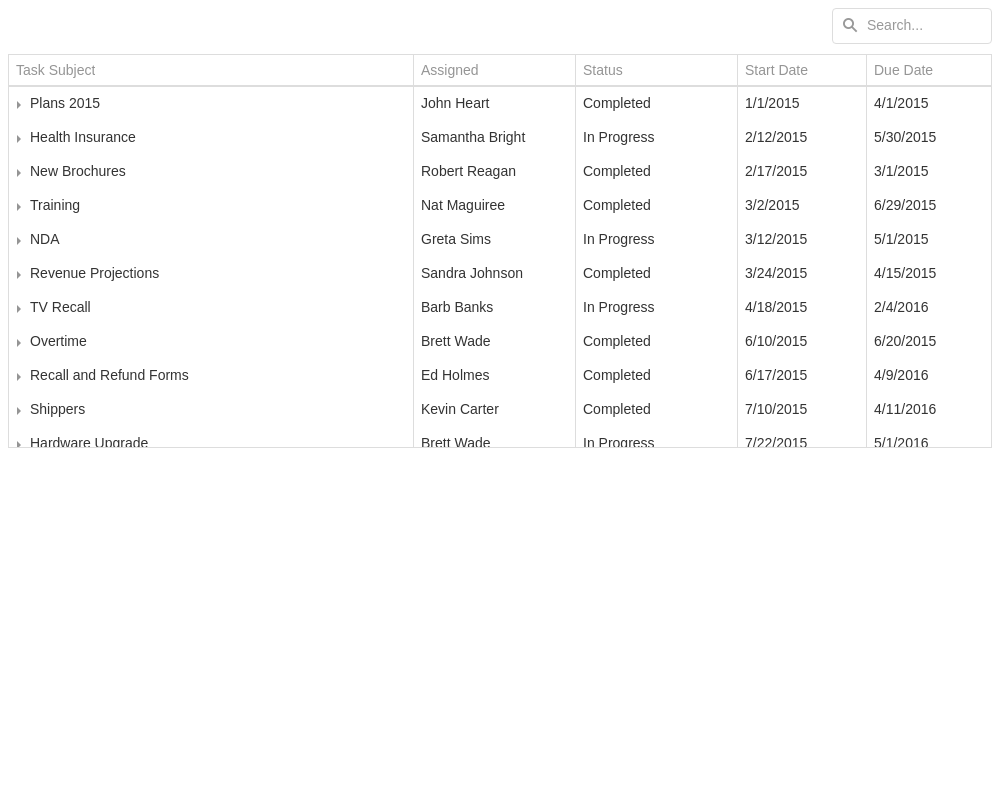 Search...
Task Subject Assigned Status Start Date Due Date
Plans 2015 John Heart Completed 1/1/2015 4/1/2015
Health Insurance Samantha Bright In Progress 2/12/2015 5/30/2015
New Brochures Robert Reagan Completed 2/17/2015 3/1/2015
Training Nat Maguiree Completed 3/2/2015 6/29/2015
NDA Greta Sims In Progress 3/12/2015 5/1/2015
Revenue Projections Sandra Johnson Completed 3/24/2015 4/15/2015
TV Recall Barb Banks In Progress 4/18/2015 2/4/2016
Overtime Brett Wade Completed 6/10/2015 6/20/2015
Recall and Refund Forms Ed Holmes Completed 6/17/2015 4/9/2016
Shippers Kevin Carter Completed 7/10/2015 4/11/2016
Hardware Upgrade Brett Wade In Progress 7/22/2015 5/1/2016